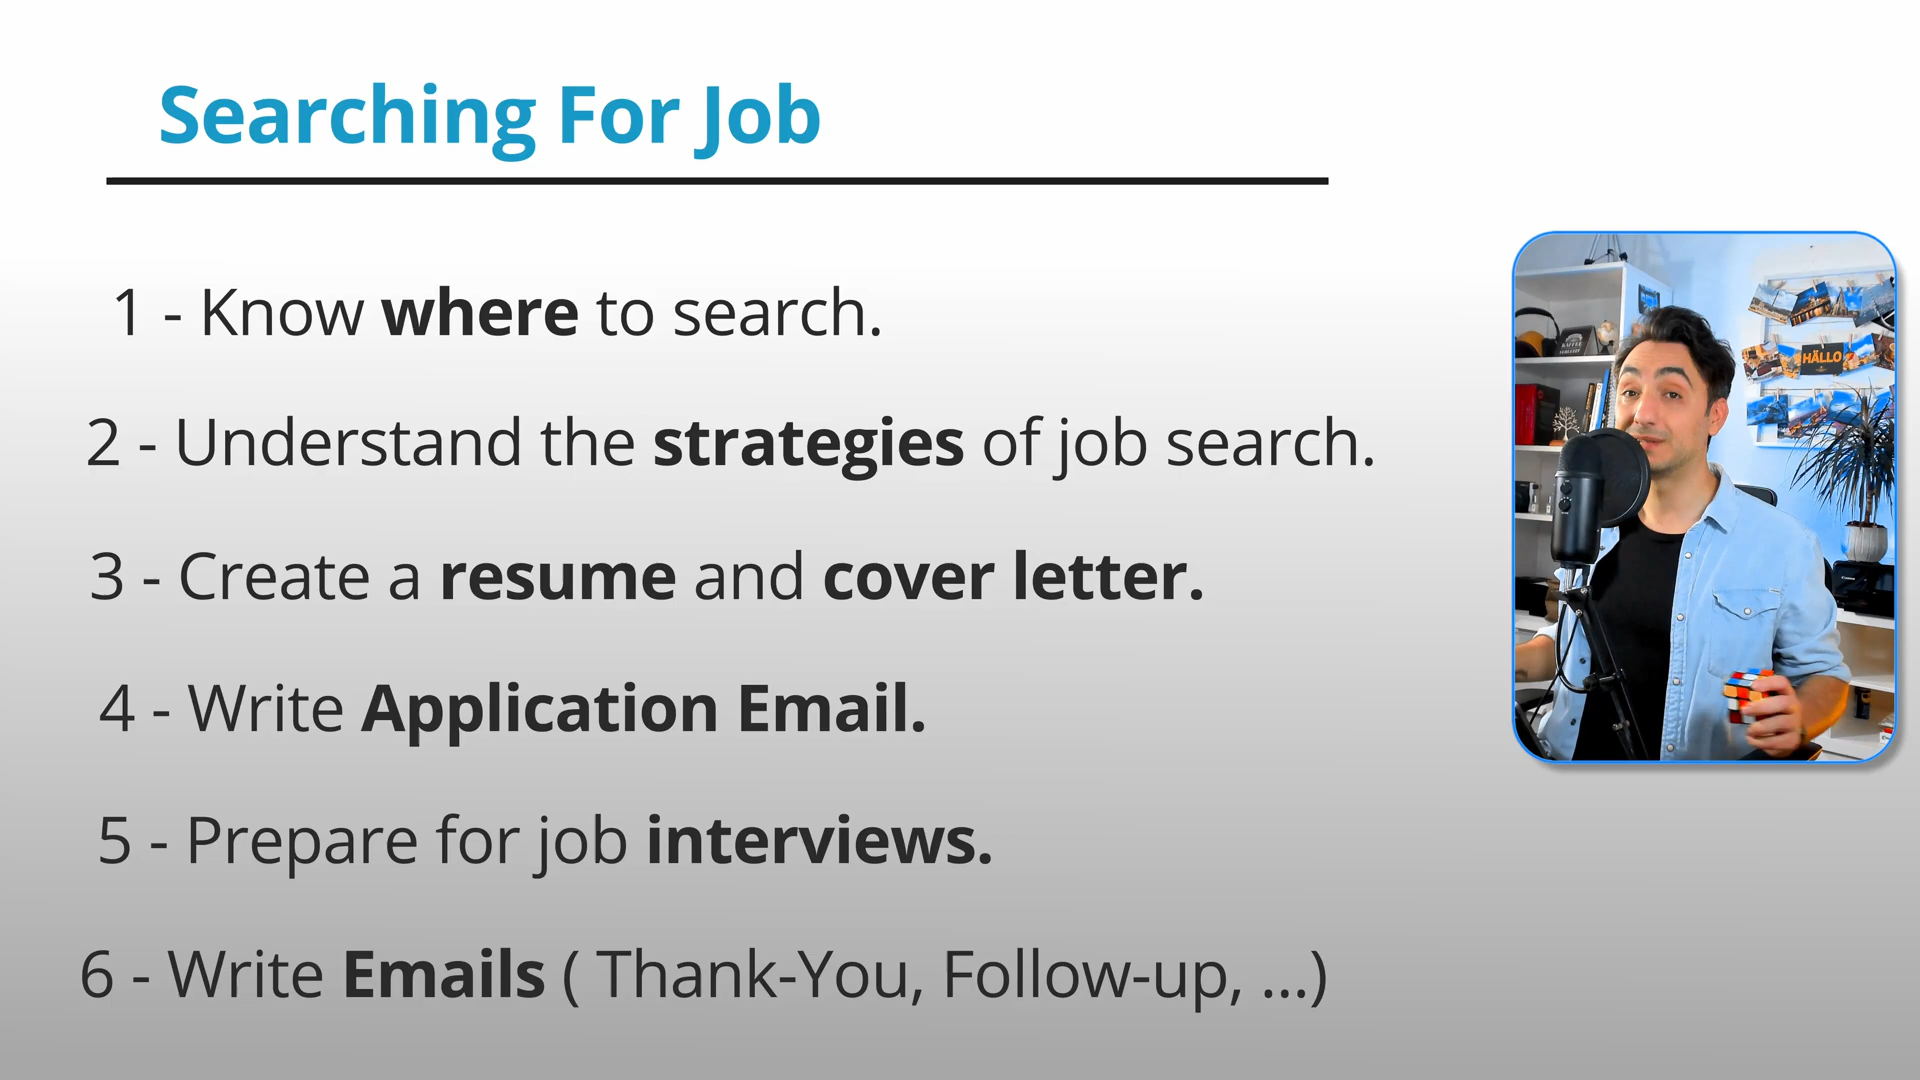 Searching For Job
1 - Know where to search.
2 - Understand the strategies of job search.
3 - Create a resume and cover letter.
4 - Write Application Email.
5 - Prepare for job interviews.
6 - Write Emails ( Thank-You, Follow-up, ...)
HÄLLO